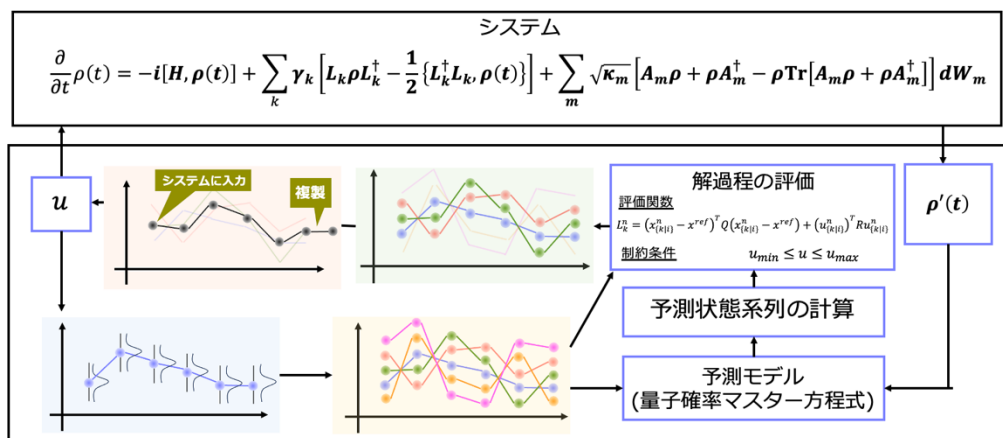 システム
∂/∂t ρ(t) = −i[H, ρ(t)] + ∑_k γ_k [L_k ρ L_k^† − 1/2 {L_k^† L_k, ρ(t)}] + ∑_m √κ_m [A_m ρ + ρ A_m^† − ρTr[A_m ρ + ρ A_m^†]] dW_m
u
システムに入力
複製
解過程の評価
評価関数
L_k^n = (x_{{k|i}}^n − x^{ref})^T Q(x_{{k|i}}^n − x^{ref}) + (u_{{k|i}}^n)^T R u_{{k|i}}^n
制約条件 u_min ≤ u ≤ u_max
ρ′(t)
予測状態系列の計算
予測モデル
(量子確率マスター方程式)